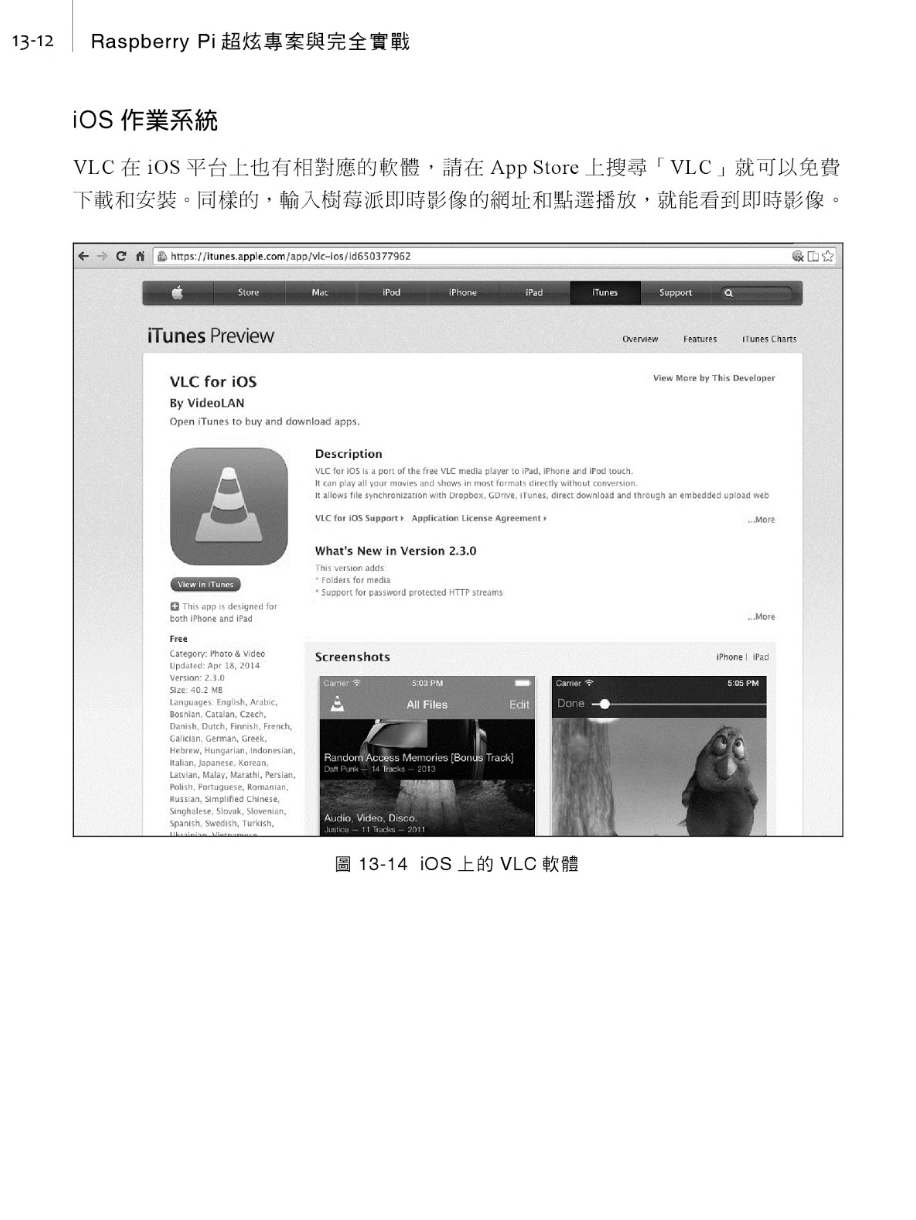 13-12
Raspberry Pi 超炫專案與完全實戰
iOS 作業系統
VLC 在 iOS 平台上也有相對應的軟體，請在 App Store 上搜尋「VLC」就可以免費
下載和安裝。同樣的，輸入樹莓派即時影像的網址和點選播放，就能看到即時影像。
https://itunes.apple.com/app/vlc-ios/id650377962
Store Mac iPod iPhone iPad iTunes Support
iTunes Preview
Overview Features iTunes Charts
VLC for iOS
View More by This Developer
By VideoLAN
Open iTunes to buy and download apps.
Description
VLC for iOS is a port of the free VLC media player to iPad, iPhone and iPod touch.
It can play all your movies and shows in most formats directly without conversion.
It allows file synchronization with Dropbox, GDrive, iTunes, direct download and through an embedded upload web
VLC for iOS Support Application License Agreement
...More
What's New in Version 2.3.0
This version adds:
* Folders for media
* Support for password protected HTTP streams
...More
View in iTunes
This app is designed for
both iPhone and iPad
Free
Category: Photo & Video
Updated: Apr 18, 2014
Version: 2.3.0
Size: 40.2 MB
Languages: English, Arabic,
Bosnian, Catalan, Czech,
Danish, Dutch, Finnish, French,
Galician, German, Greek,
Hebrew, Hungarian, Indonesian,
Italian, Japanese, Korean,
Latvian, Malay, Marathi, Persian,
Polish, Portuguese, Romanian,
Russian, Simplified Chinese,
Singhalese, Slovak, Slovenian,
Spanish, Swedish, Turkish,
Ukrainian, Vietnamese
Screenshots
iPhone | iPad
Carrier 5:03 PM
All Files Edit
Random Access Memories [Bonus Track]
Daft Punk — 14 Tracks — 2013
Audio, Video, Disco.
Justice — 11 Tracks — 2011
Carrier 5:05 PM
Done
圖 13-14 iOS 上的 VLC 軟體